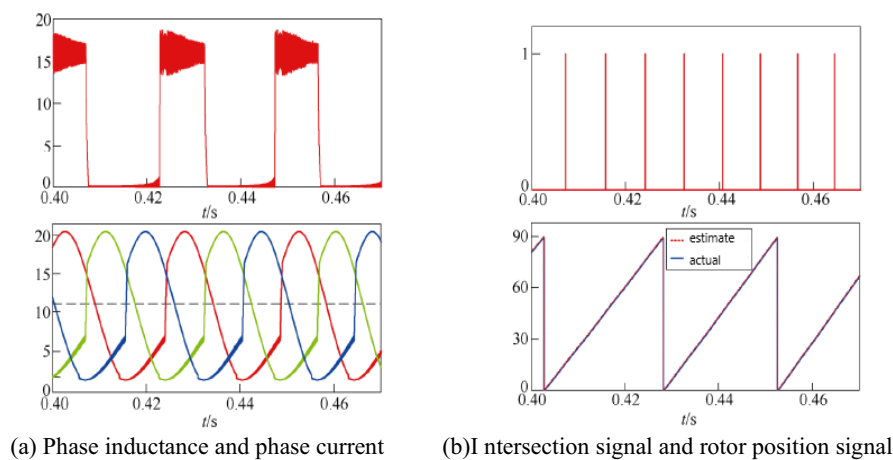 20
15
10
5
0
0.40 0.42 0.44 0.46
t/s
20
15
10
5
2
0.40 0.42 0.44 0.46
t/s
(a) Phase inductance and phase current
1
0
0.40 0.42 0.44 0.46
t/s
90
60
30
0
estimate
actual
0.40 0.42 0.44 0.46
t/s
(b)I ntersection signal and rotor position signal